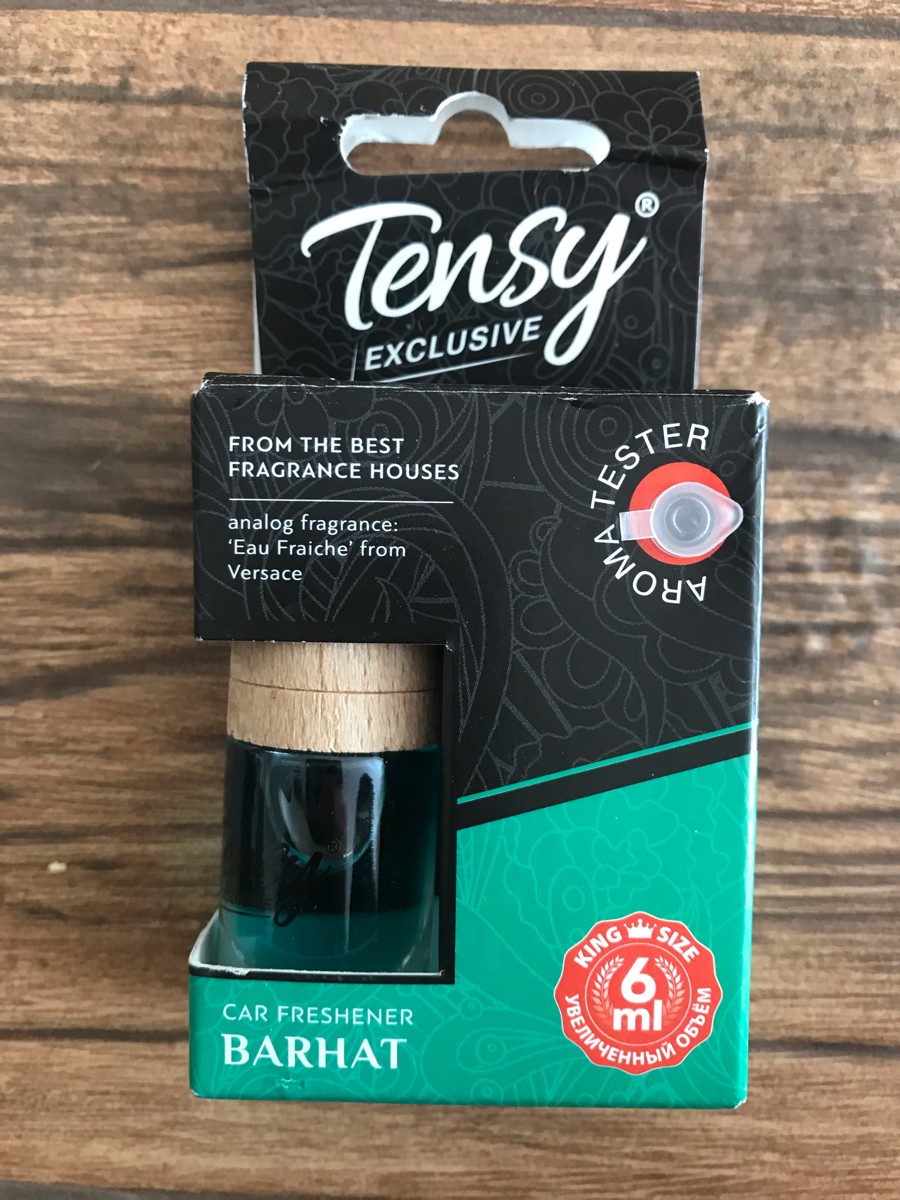 Tensy®
EXCLUSIVE
FROM THE BEST
FRAGRANCE HOUSES
analog fragrance:
‘Eau Fraiche’ from
Versace
AROMA TESTER
CAR FRESHENER
BARHAT
KING SIZE
6
ml
УВЕЛИЧЕННЫЙ ОБЪЁМ